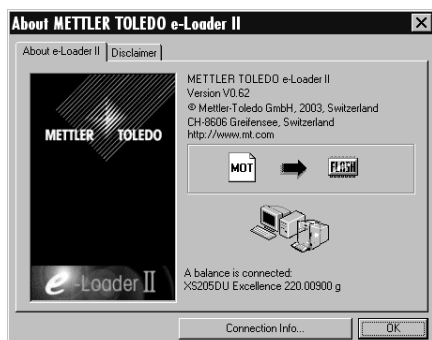 About METTLER TOLEDO e-Loader II
About e-Loader II
Disclaimer
METTLER TOLEDO
e-Loader II
METTLER TOLEDO e-Loader II
Version V0.62
© Mettler-Toledo GmbH, 2003, Switzerland
CH-8606 Greifensee, Switzerland
http://www.mt.com
MOT
FLASH
A balance is connected:
XS205DU Excellence 220.00900 g
Connection Info...
OK